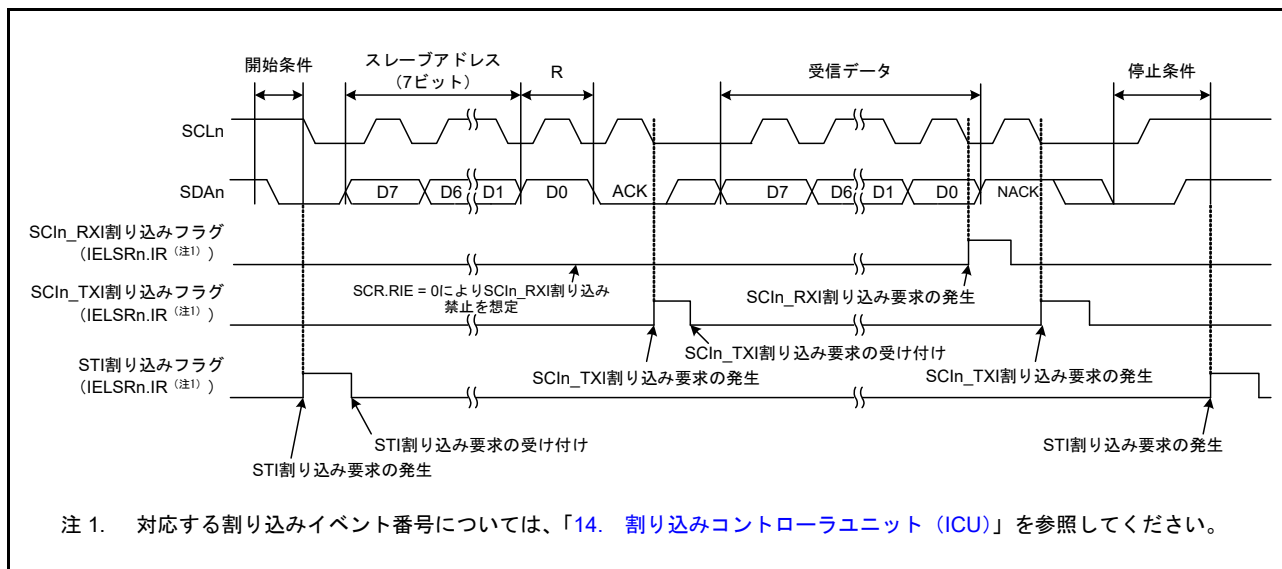 開始条件
スレーブアドレス
（7ビット）
R
受信データ
停止条件
SCLn
SDAn
D7
D6
D1
D0
ACK
D7
D6
D1
D0
NACK
SCIn_RXI割り込みフラグ
（IELSRn.IR（注1））
SCR.RIE = 0によりSCIn_RXI割り込み
禁止を想定
SCIn_RXI割り込み要求の発生
SCIn_TXI割り込みフラグ
（IELSRn.IR（注1））
SCIn_TXI割り込み要求の受け付け
SCIn_TXI割り込み要求の発生
SCIn_TXI割り込み要求の発生
STI割り込みフラグ
（IELSRn.IR（注1））
STI割り込み要求の受け付け
STI割り込み要求の発生
STI割り込み要求の発生
注 1. 対応する割り込みイベント番号については、「14. 割り込みコントローラユニット（ICU）」を参照してください。